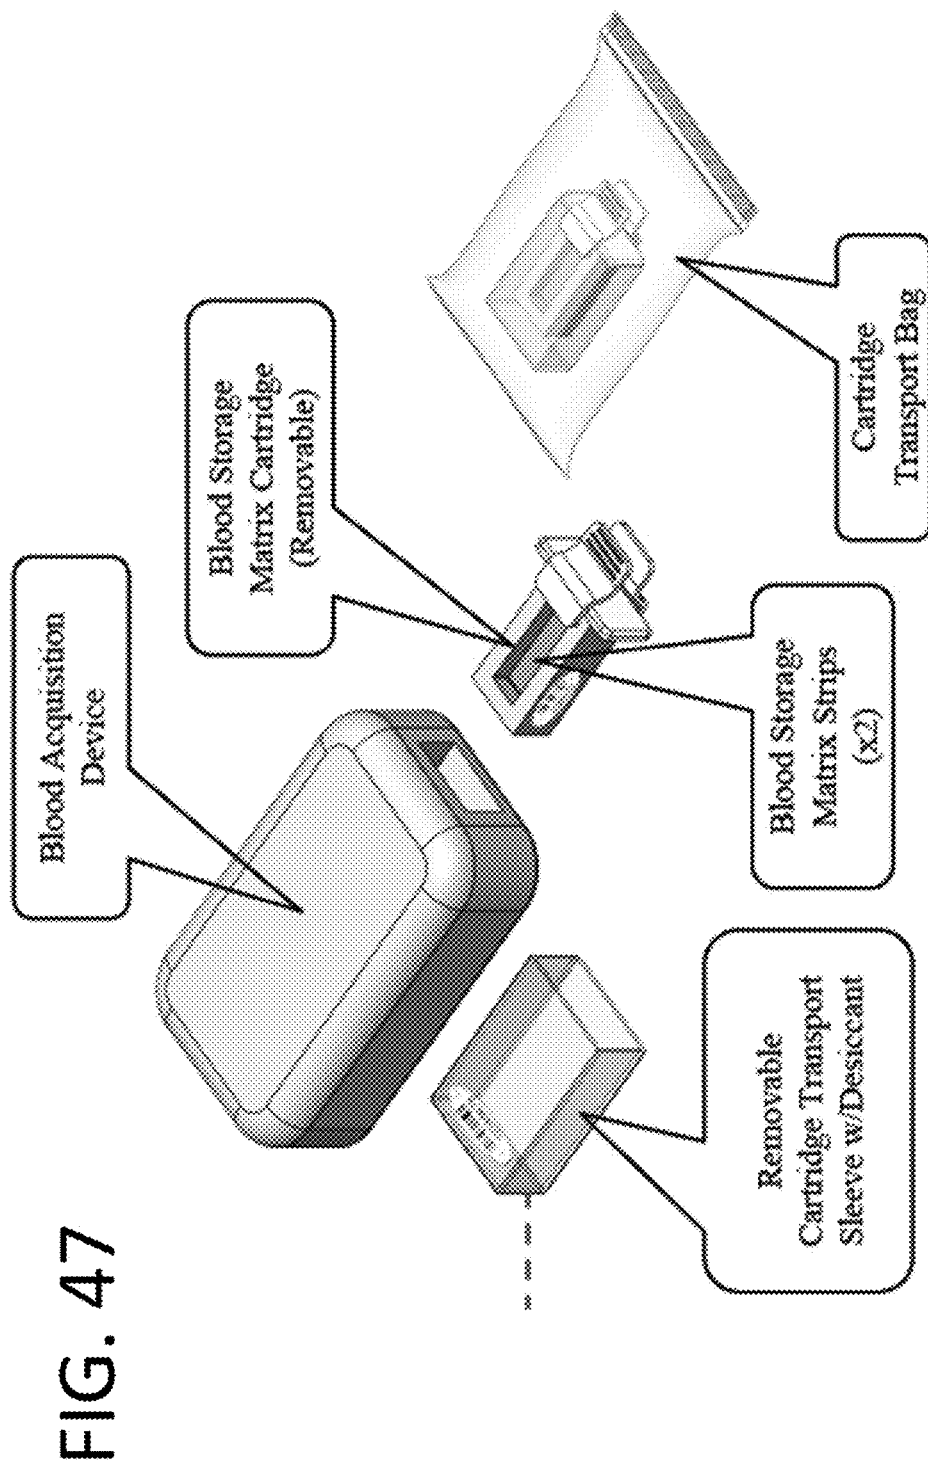 FIG. 47
Blood Acquisition
Device
Blood Storage
Matrix Cartridge
(Removable)
Removable
Cartridge Transport
Sleeve w/Desiccant
Blood Storage
Matrix Strips
(x2)
Cartridge
Transport Bag